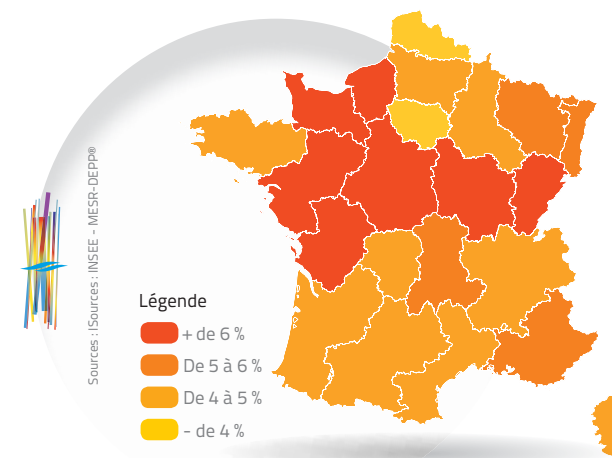 Sources : ISources : INSEE - MESR-DEPP®
Légende
+ de 6 %
De 5 à 6 %
De 4 à 5 %
- de 4 %